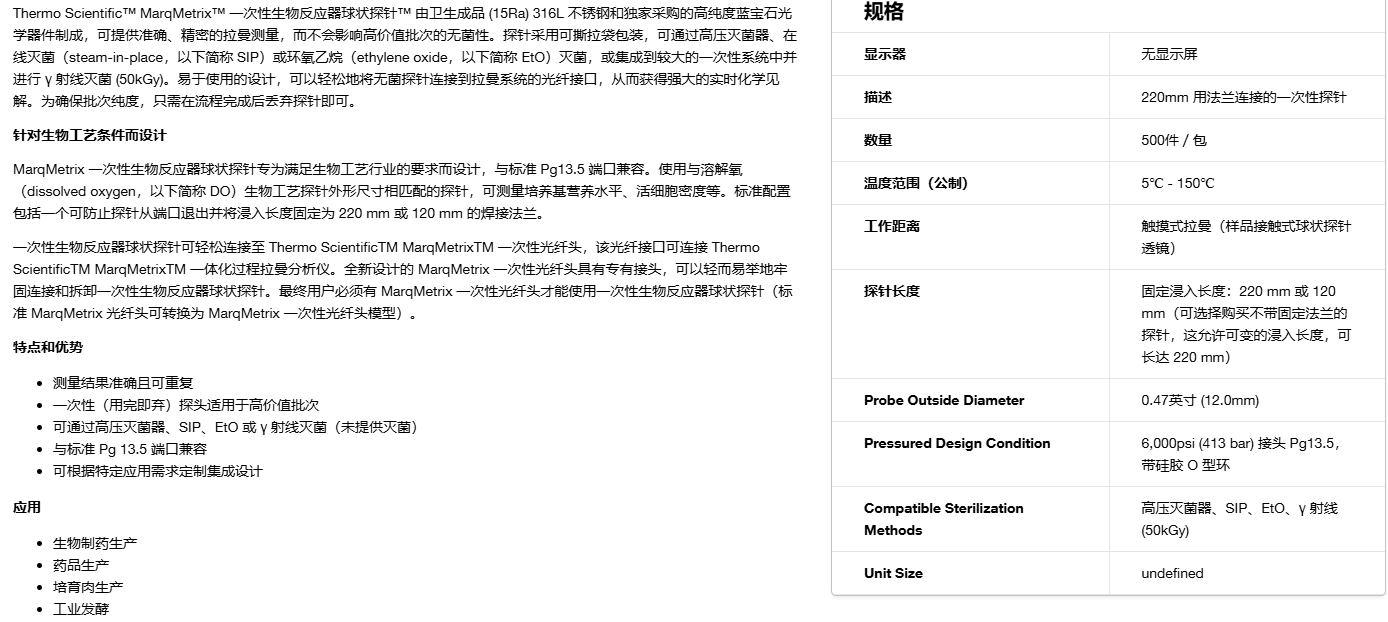 Thermo Scientific™ MarqMetrix™ 一次性生物反应器球状探针™ 由卫生成品 (15Ra) 316L 不锈钢和独家采购的高纯度蓝宝石光
学器件制成，可提供准确、精密的拉曼测量，而不会影响高价值批次的无菌性。探针采用可撕拉袋包装，可通过高压灭菌器、在
线灭菌（steam-in-place，以下简称 SIP）或环氧乙烷（ethylene oxide，以下简称 EtO）灭菌，或集成到较大的一次性系统中并
进行 γ 射线灭菌 (50kGy)。易于使用的设计，可以轻松地将无菌探针连接到拉曼系统的光纤接口，从而获得强大的实时化学见
解。为确保批次纯度，只需在流程完成后丢弃探针即可。
针对生物工艺条件而设计
MarqMetrix 一次性生物反应器球状探针专为满足生物工艺行业的要求而设计，与标准 Pg13.5 端口兼容。使用与溶解氧
（dissolved oxygen，以下简称 DO）生物工艺探针外形尺寸相匹配的探针，可测量培养基营养水平、活细胞密度等。标准配置
包括一个可防止探针从端口退出并将浸入长度固定为 220 mm 或 120 mm 的焊接法兰。
一次性生物反应器球状探针可轻松连接至 Thermo ScientificTM MarqMetrixTM 一次性光纤头，该光纤接口可连接 Thermo
ScientificTM MarqMetrixTM 一体化过程拉曼分析仪。全新设计的 MarqMetrix 一次性光纤头具有专有接头，可以轻而易举地牢
固连接和拆卸一次性生物反应器球状探针。最终用户必须有 MarqMetrix 一次性光纤头才能使用一次性生物反应器球状探针（标
准 MarqMetrix 光纤头可转换为 MarqMetrix 一次性光纤头模型）。
特点和优势
• 测量结果准确且可重复
• 一次性（用完即弃）探头适用于高价值批次
• 可通过高压灭菌器、SIP、EtO 或 γ 射线灭菌（未提供灭菌）
• 与标准 Pg 13.5 端口兼容
• 可根据特定应用需求定制集成设计
应用
• 生物制药生产
• 药品生产
• 培育肉生产
• 工业发酵
规格
显示器
无显示屏
描述
220mm 用法兰连接的一次性探针
数量
500件 / 包
温度范围（公制）
5°C - 150°C
工作距离
触摸式拉曼（样品接触式球状探针
透镜）
探针长度
固定浸入长度：220 mm 或 120
mm（可选择购买不带固定法兰的
探针，这允许可变的浸入长度，可
长达 220 mm）
Probe Outside Diameter
0.47英寸 (12.0mm)
Pressured Design Condition
6,000psi (413 bar) 接头 Pg13.5，
带硅胶 O 型环
Compatible Sterilization
Methods
高压灭菌器、SIP、EtO、γ 射线
(50kGy)
Unit Size
undefined